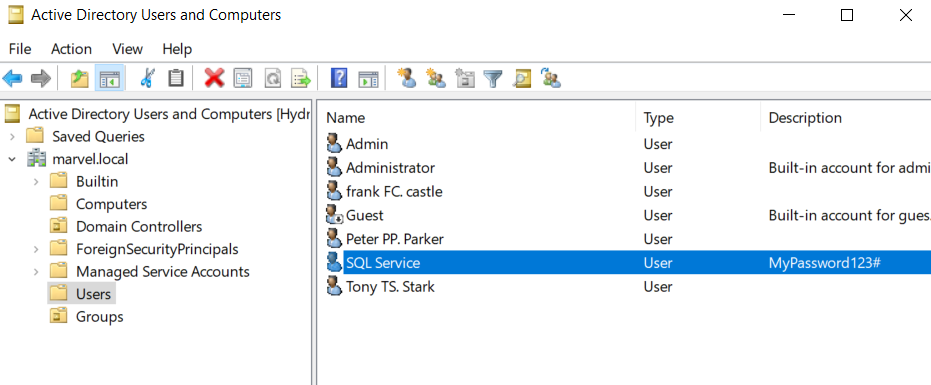 Active Directory Users and Computers
File Action View Help
Active Directory Users and Computers [Hydr
Saved Queries
marvel.local
Builtin
Computers
Domain Controllers
ForeignSecurityPrincipals
Managed Service Accounts
Users
Groups
Name Type Description
Admin User
Administrator User Built-in account for admi
frank FC. castle User
Guest User Built-in account for gues.
Peter PP. Parker User
SQL Service User MyPassword123#
Tony TS. Stark User